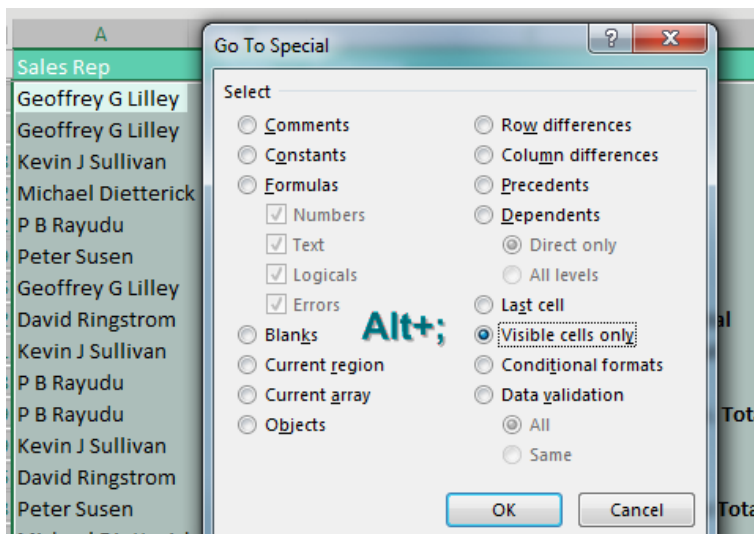 A
Sales Rep
Geoffrey G Lilley
Geoffrey G Lilley
Kevin J Sullivan
Michael Dietterick
P B Rayudu
Peter Susen
Geoffrey G Lilley
David Ringstrom
Kevin J Sullivan
P B Rayudu
P B Rayudu
Kevin J Sullivan
David Ringstrom
Peter Susen
Go To Special
?
Select
Comments
Constants
Formulas
Numbers
Text
Logicals
Errors
Blanks
Current region
Current array
Objects
Alt+;
Row differences
Column differences
Precedents
Dependents
Direct only
All levels
Last cell
Visible cells only
Conditional formats
Data validation
All
Same
OK
Cancel